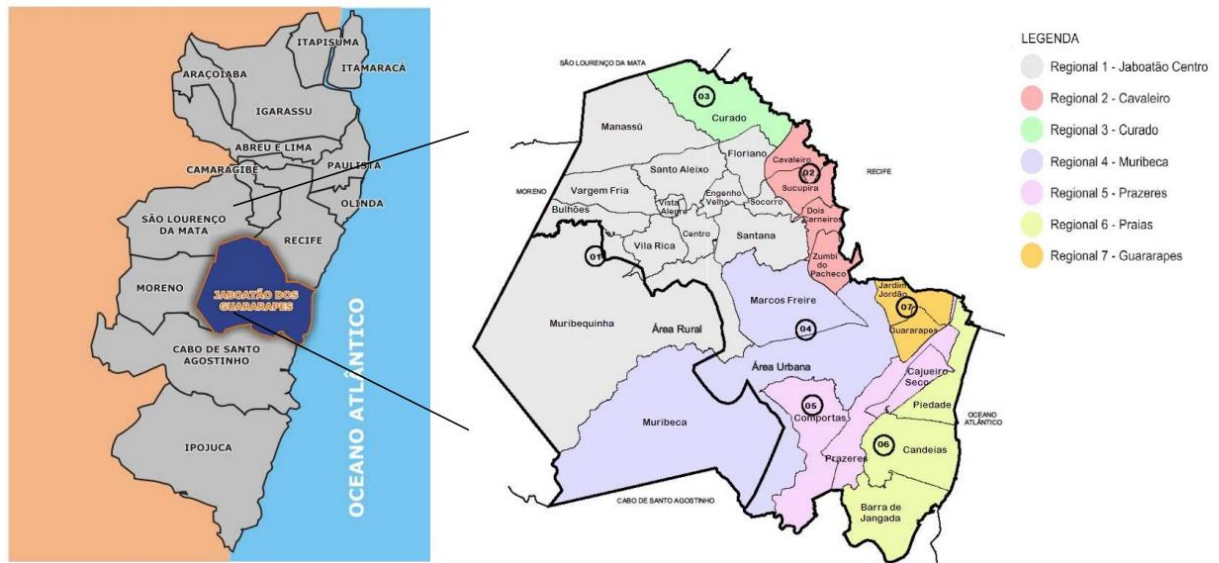 ITAPISUMA
ITAMARACÁ
ARAÇOIABA
IGARASSU
ABREU E LIMA
CAMARAGIBE
PAULISTA
OLINDA
SÃO LOURENÇO
DA MATA
RECIFE
MORENO
JABOATÃO DOS
GUARARAPES
CABO DE SANTO
AGOSTINHO
IPOJUCA
OCEANO ATLÂNTICO
SÃO LOURENÇO DA MATA
03
Curado
Manassú
Floriano
Cavaleiro
02
RECIFE
Santo Aleixo
Sucupira
MORENO
Vargem Fria
Engenho
Velho
Socorro
Vista
Alegre
Bulhões
Dois
Carneiros
Centro
Santana
Vila Rica
01
Zumbi
do
Pacheco
Jardim
Jordão
Marcos Freire
07
04
Muribequinha
Área Rural
Guararapes
Área Urbana
Cajueiro
Seco
05
Comportas
Piedade
OCEANO
ATLÂNTICO
Muribeca
06
Candeias
Prazeres
CABO DE SANTO AGOSTINHO
Barra de
Jangada
LEGENDA
Regional 1 - Jaboatão Centro
Regional 2 - Cavaleiro
Regional 3 - Curado
Regional 4 - Muribeca
Regional 5 - Prazeres
Regional 6 - Praias
Regional 7 - Guararapes